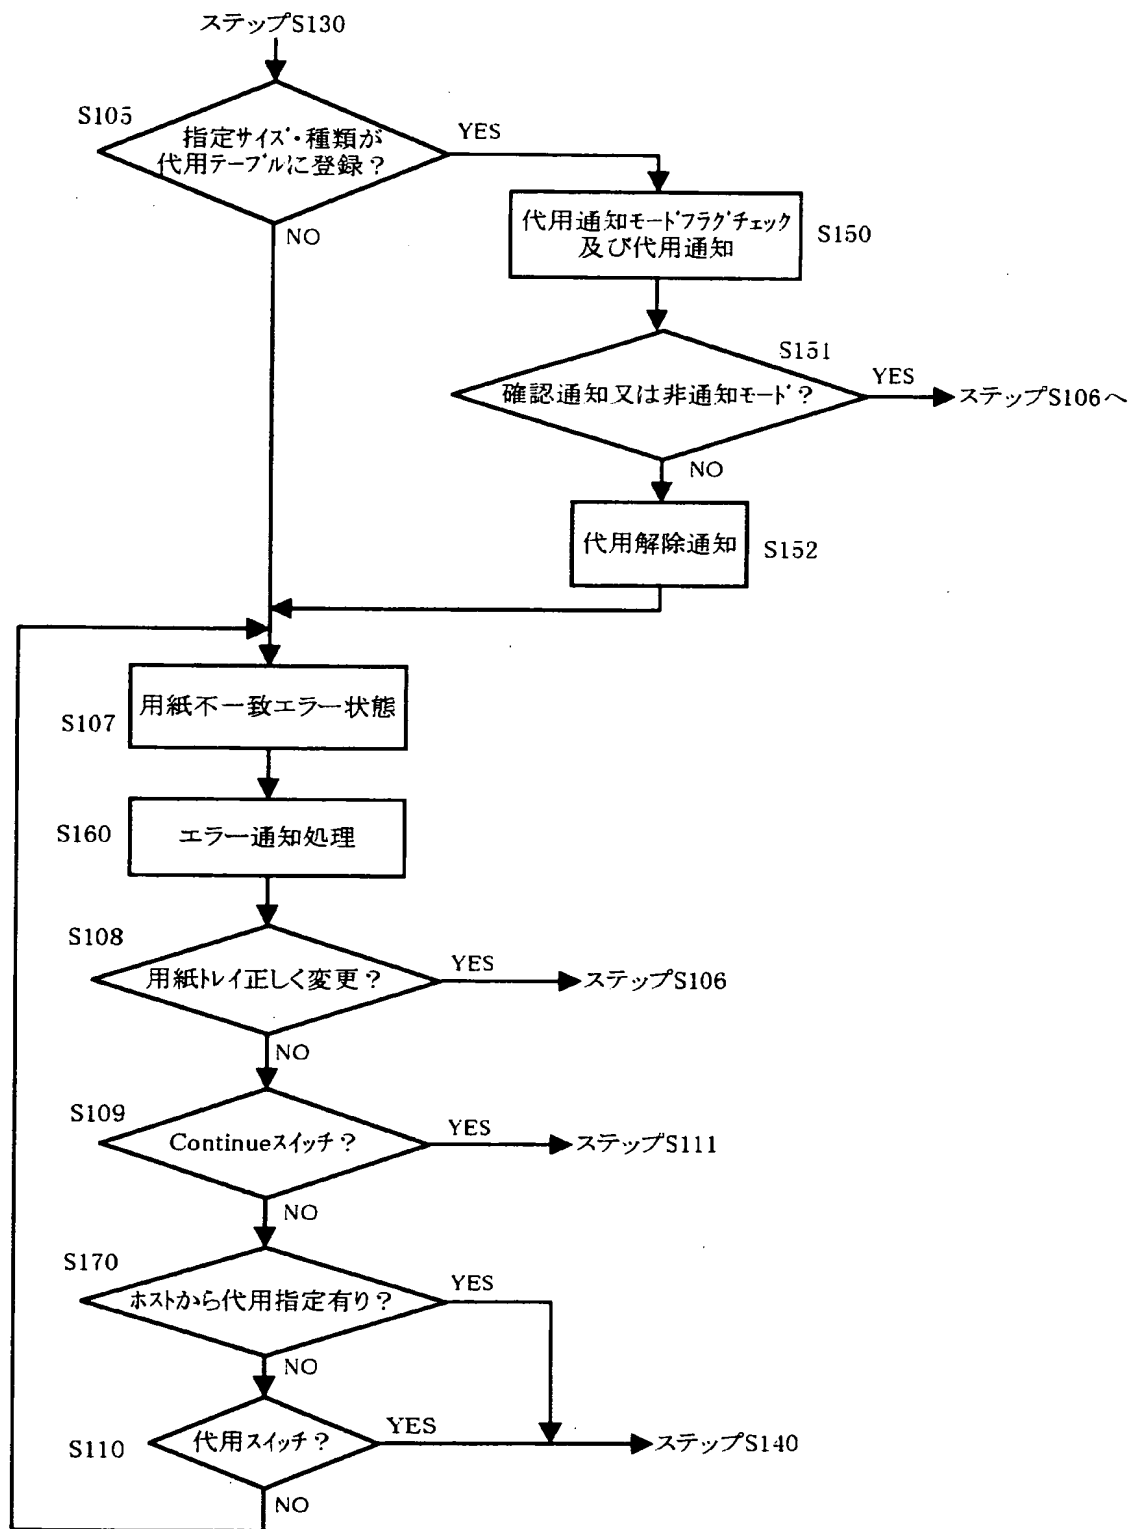 ステップS130
S105
指定サイズ・種類が
代用テーブルに登録?
YES
NO
代用通知モードフラグチェック
及び代用通知
S150
S151
確認通知又は非通知モード?
YES
ステップS106へ
NO
代用解除通知
S152
用紙不一致エラー状態
S107
S160
エラー通知処理
S108
用紙トレイ正しく変更?
YES
ステップS106
NO
S109
Continueスイッチ?
YES
ステップS111
NO
S170
ホストから代用指定有り?
YES
NO
S110
代用スイッチ?
YES
ステップS140
NO